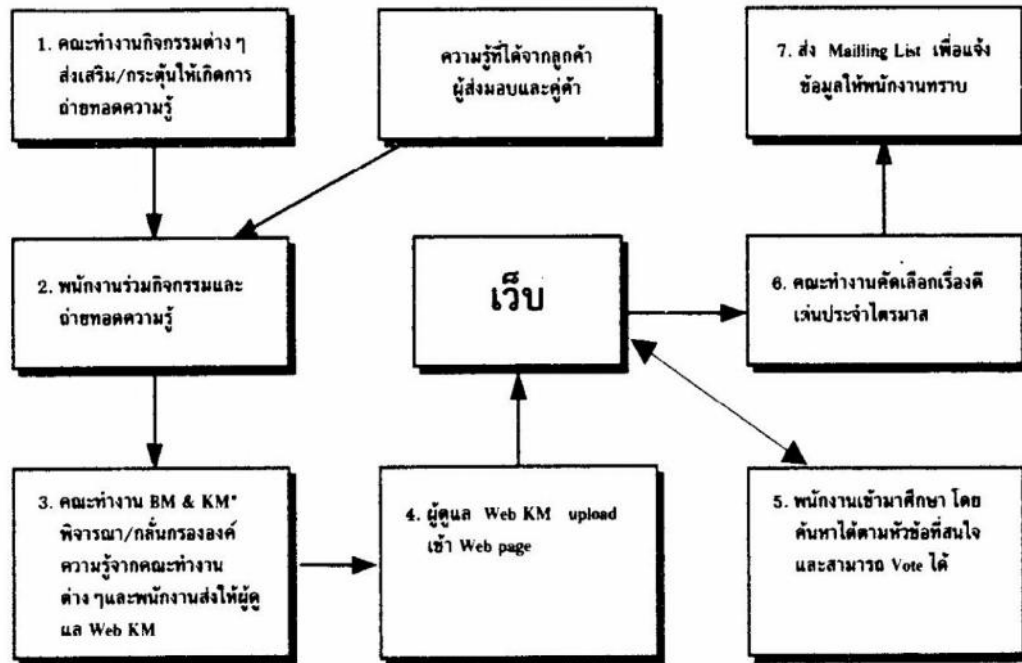 1. คณะทำงานกิจกรรมต่าง ๆ
ส่งเสริม/กระตุ้นให้เกิดการ
ถ่ายทอดความรู้
ความรู้ที่ได้จากลูกค้า
ผู้ส่งมอบและคู่ค้า
7. ส่ง Mailling List เพื่อแจ้ง
ข้อมูลให้พนักงานทราบ
2. พนักงานร่วมกิจกรรมและ
ถ่ายทอดความรู้
เว็บ
6. คณะทำงานคัดเลือกเรื่องดี
เด่นประจำไตรมาส
3. คณะทำงาน BM & KM*
พิจารณา/กลั่นกรององค์
ความรู้จากคณะทำงาน
ต่าง ๆและพนักงานส่งให้ผู้ดู
แล Web KM
4. ผู้ดูแล Web KM upload
เข้า Web page
5. พนักงานเข้ามาศึกษา โดย
ค้นหาได้ตามหัวข้อที่สนใจ
และสามารถ Vote ได้